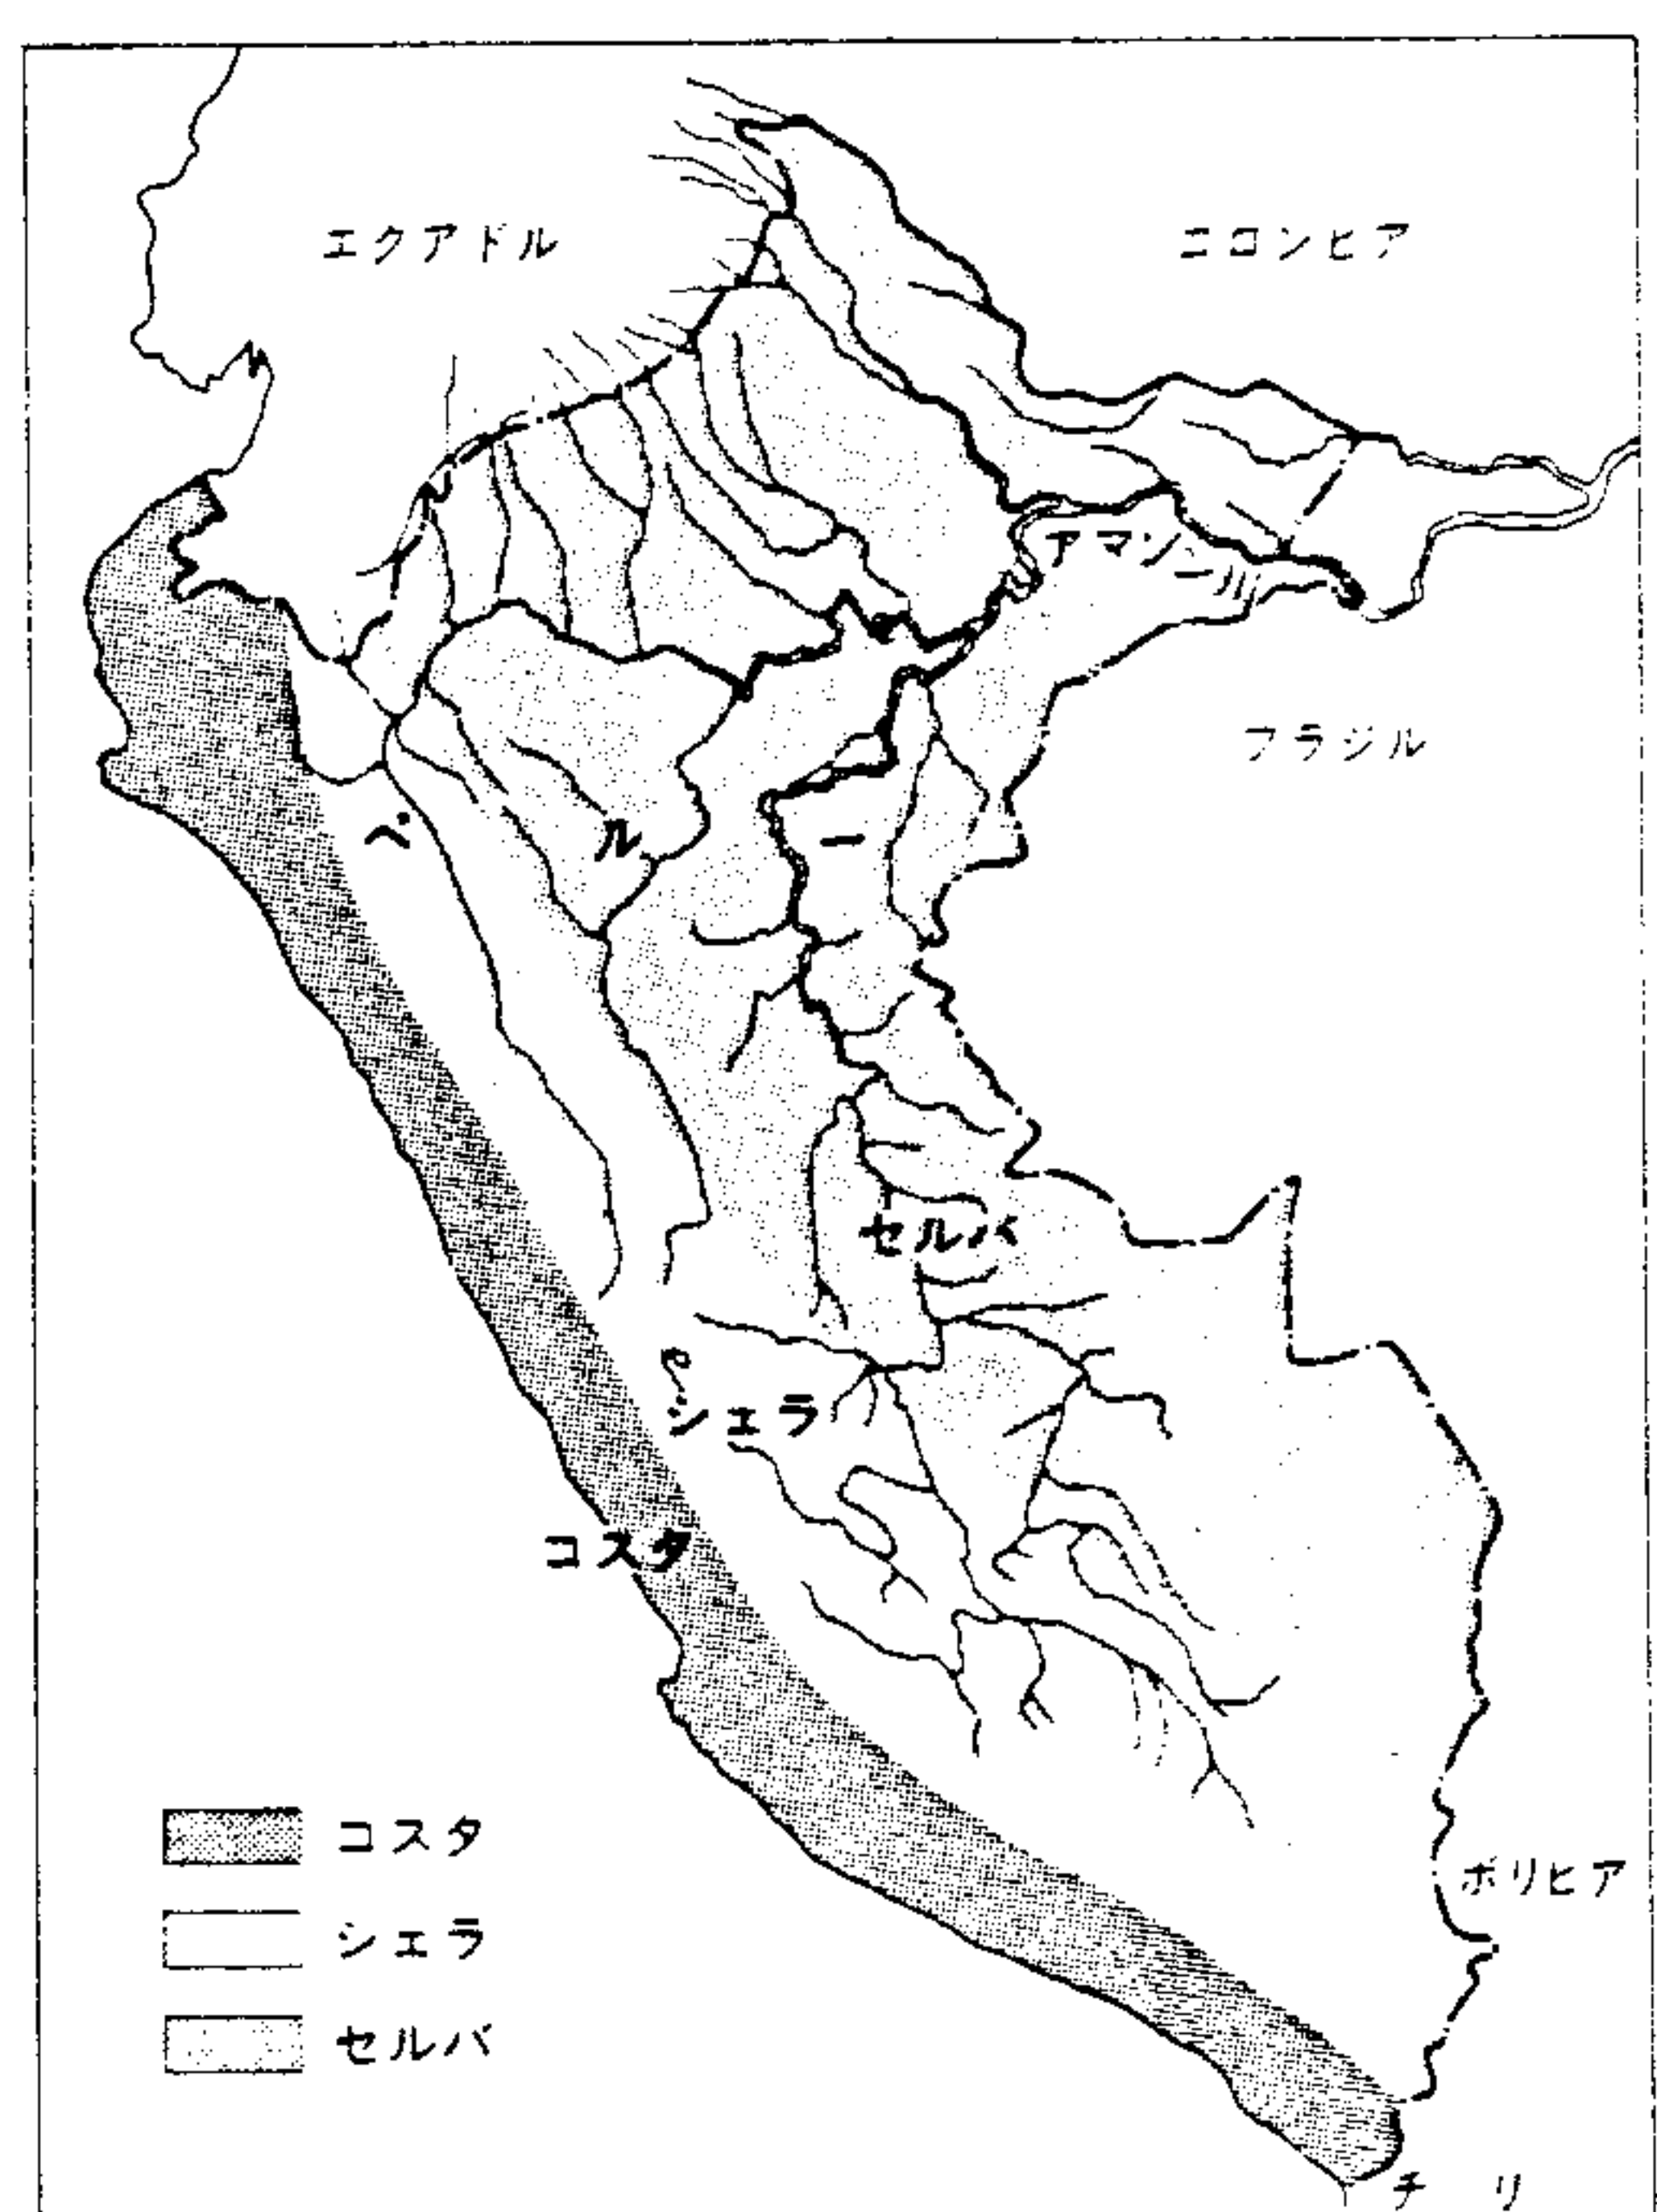 エクアドル
コロンビア
アマゾン川
ブラジル
ペルー
セルバ
シェラ
コスタ
コスタ
シェラ
セルバ
ボリビア
チリ